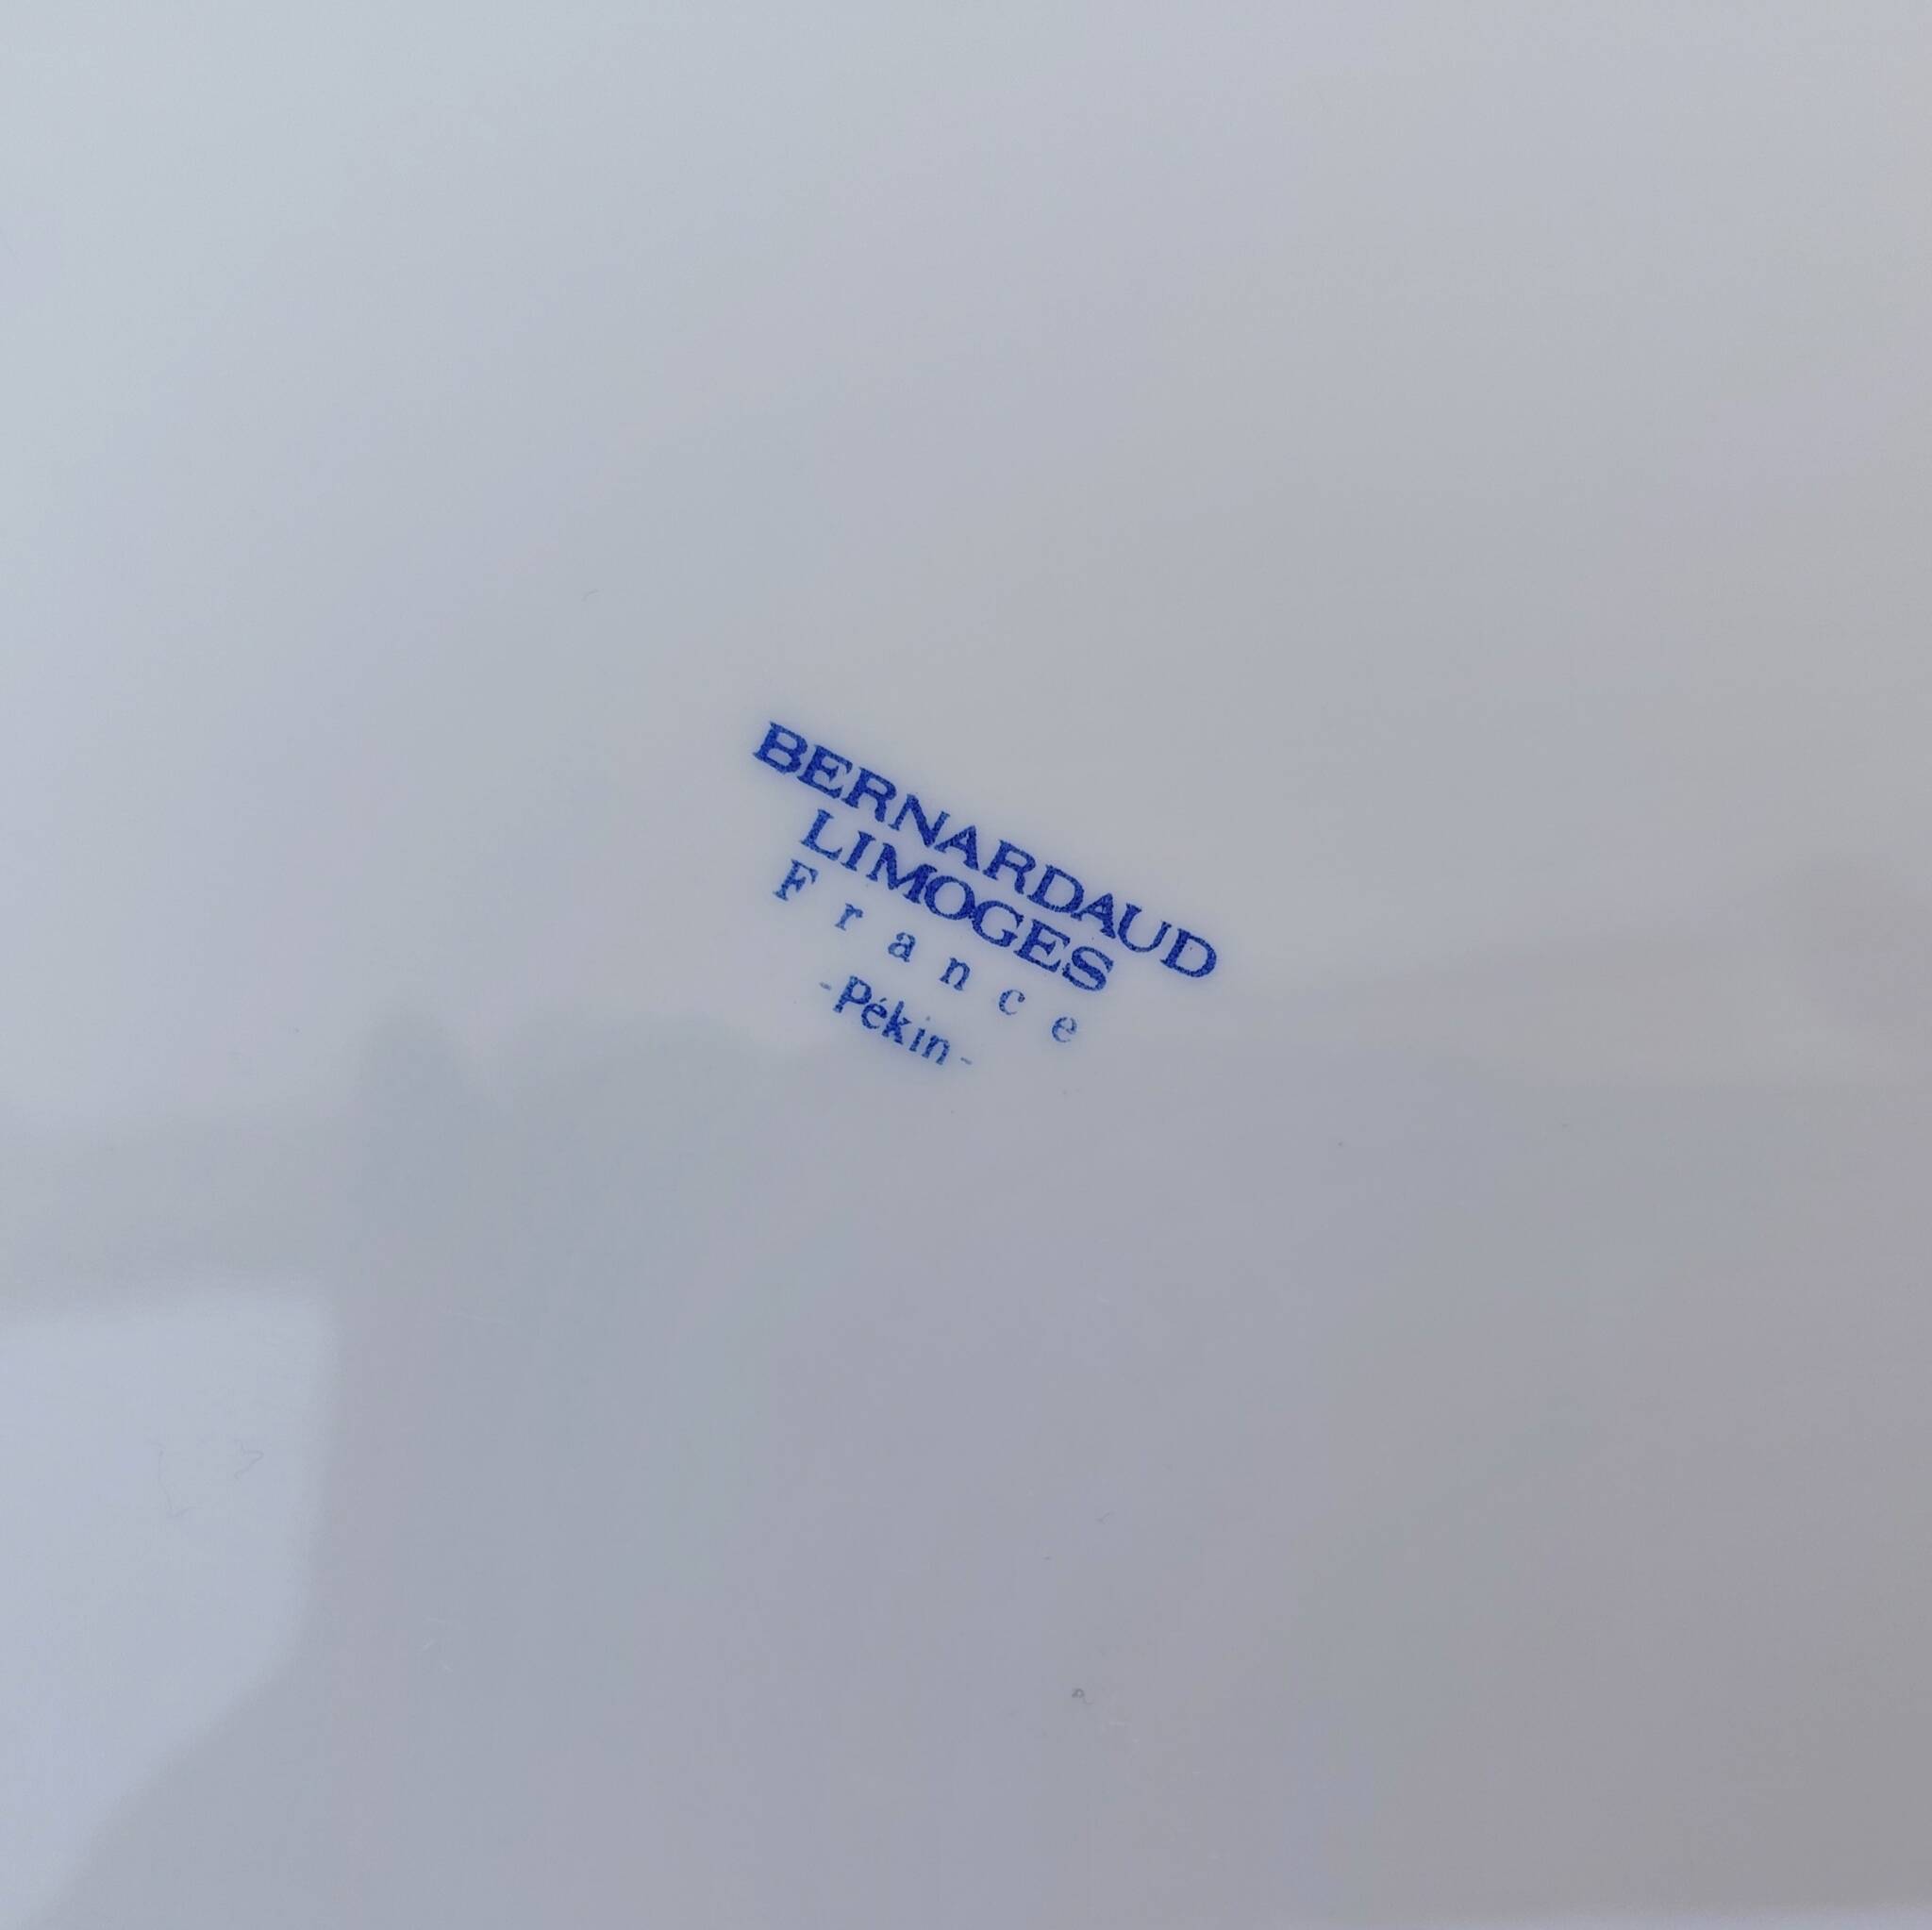 BERNARDAUD
LIMOGES
France
-Pékin-